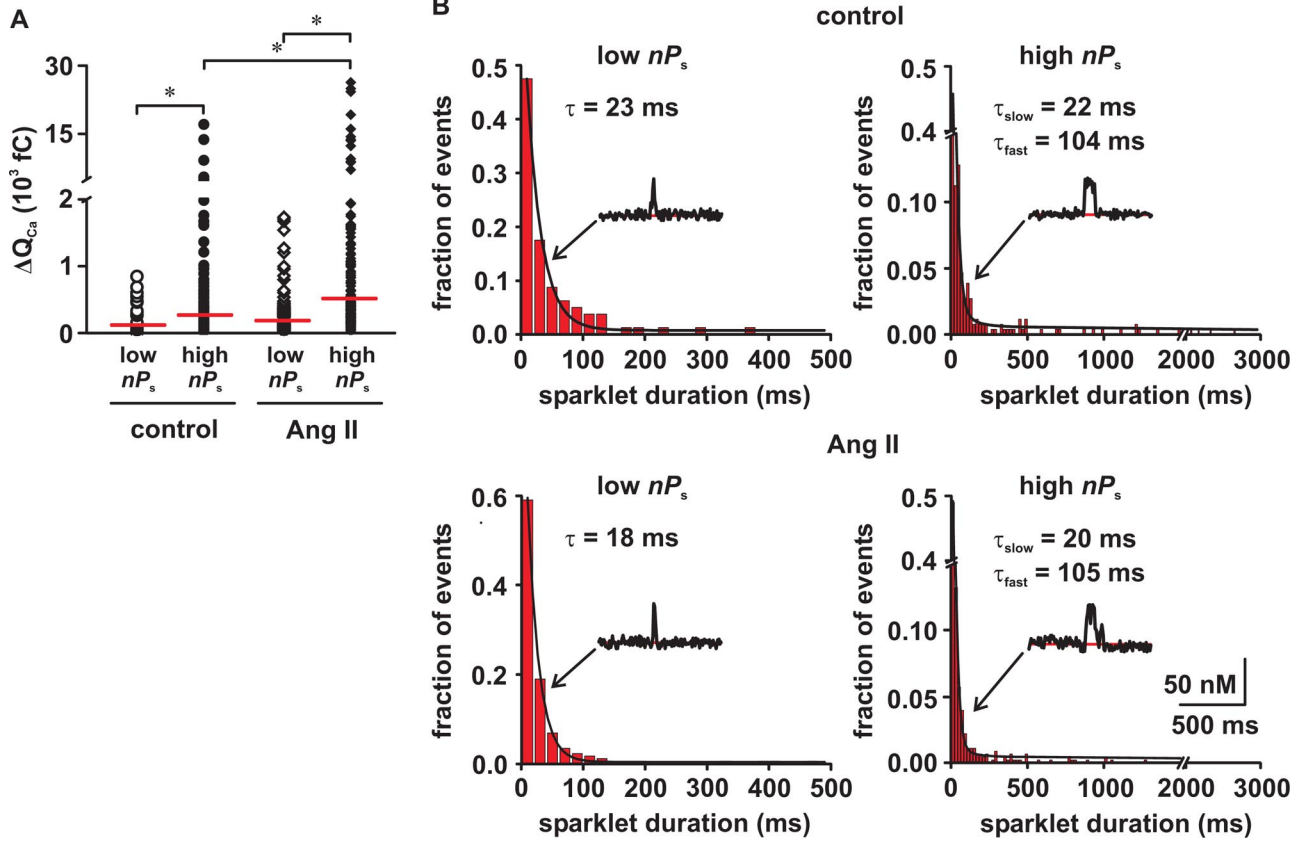 A
ΔQCa (10³ fC)
30
15
2
1
0
*
*
*
low nPs
high nPs
low nPs
high nPs
control
Ang II
B
control
low nPs
τ = 23 ms
fraction of events
0.5
0.4
0.3
0.2
0.1
0.0
0 100 200 300 400 500
sparklet duration (ms)
high nPs
τslow = 22 ms
τfast = 104 ms
fraction of events
0.5
0.4
0.10
0.05
0.00
0 500 1000 2000 3000
sparklet duration (ms)
Ang II
low nPs
τ = 18 ms
fraction of events
0.6
0.4
0.2
0.0
0 100 200 300 400 500
sparklet duration (ms)
high nPs
τslow = 20 ms
τfast = 105 ms
fraction of events
0.5
0.4
0.10
0.05
0.00
50 nM
500 ms
0 500 1000 2000 3000
sparklet duration (ms)